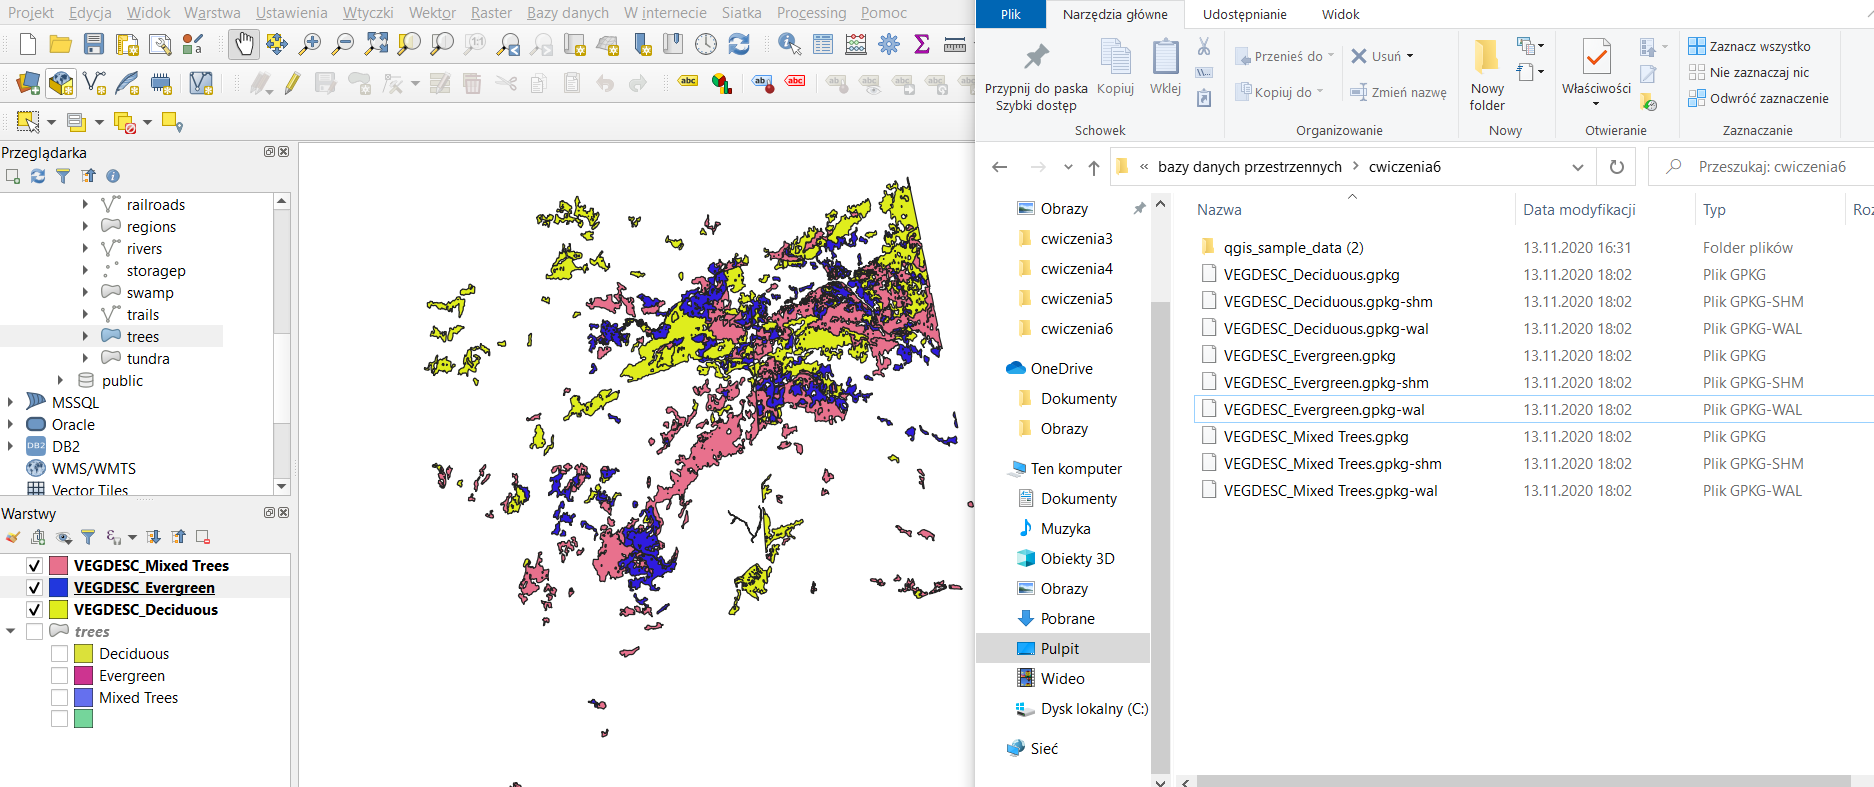 Projekt Edycja Widok Warstwa Ustawienia Wtyczki Wektor Raster Bazy danych W internecie Siatka Processing Pomoc
Przeglądarka
railroads
regions
rivers
storagep
swamp
trails
trees
tundra
public
MSSQL
Oracle
DB2
DB2
WMS/WMTS
Vector Tiles
Warstwy
VEGDESC_Mixed Trees
VEGDESC_Evergreen
VEGDESC_Deciduous
trees
Deciduous
Evergreen
Mixed Trees
1:1
abc
ab
abc
Plik Narzędzia główne Udostępnianie Widok
Przypnij do paska
Szybki dostęp
Kopiuj
Wklej
Schowek
Przenieś do
Kopiuj do
Usuń
Zmień nazwę
Organizowanie
Nowy
folder
Nowy
Właściwości
Otwieranie
Zaznacz wszystko
Nie zaznaczaj nic
Odwróć zaznaczenie
Zaznaczanie
« bazy danych przestrzennych > cwiczenia6
Przeszukaj: cwiczenia6
Obrazy
cwiczenia3
cwiczenia4
cwiczenia5
cwiczenia6
OneDrive
Dokumenty
Obrazy
Ten komputer
Dokumenty
Muzyka
Obiekty 3D
Obrazy
Pobrane
Pulpit
Wideo
Dysk lokalny (C:)
Sieć
Nazwa Data modyfikacji Typ Roz
qgis_sample_data (2) 13.11.2020 16:31 Folder plików
VEGDESC_Deciduous.gpkg 13.11.2020 18:02 Plik GPKG
VEGDESC_Deciduous.gpkg-shm 13.11.2020 18:02 Plik GPKG-SHM
VEGDESC_Deciduous.gpkg-wal 13.11.2020 18:02 Plik GPKG-WAL
VEGDESC_Evergreen.gpkg 13.11.2020 18:02 Plik GPKG
VEGDESC_Evergreen.gpkg-shm 13.11.2020 18:02 Plik GPKG-SHM
VEGDESC_Evergreen.gpkg-wal 13.11.2020 18:02 Plik GPKG-WAL
VEGDESC_Mixed Trees.gpkg 13.11.2020 18:02 Plik GPKG
VEGDESC_Mixed Trees.gpkg-shm 13.11.2020 18:02 Plik GPKG-SHM
VEGDESC_Mixed Trees.gpkg-wal 13.11.2020 18:02 Plik GPKG-WAL